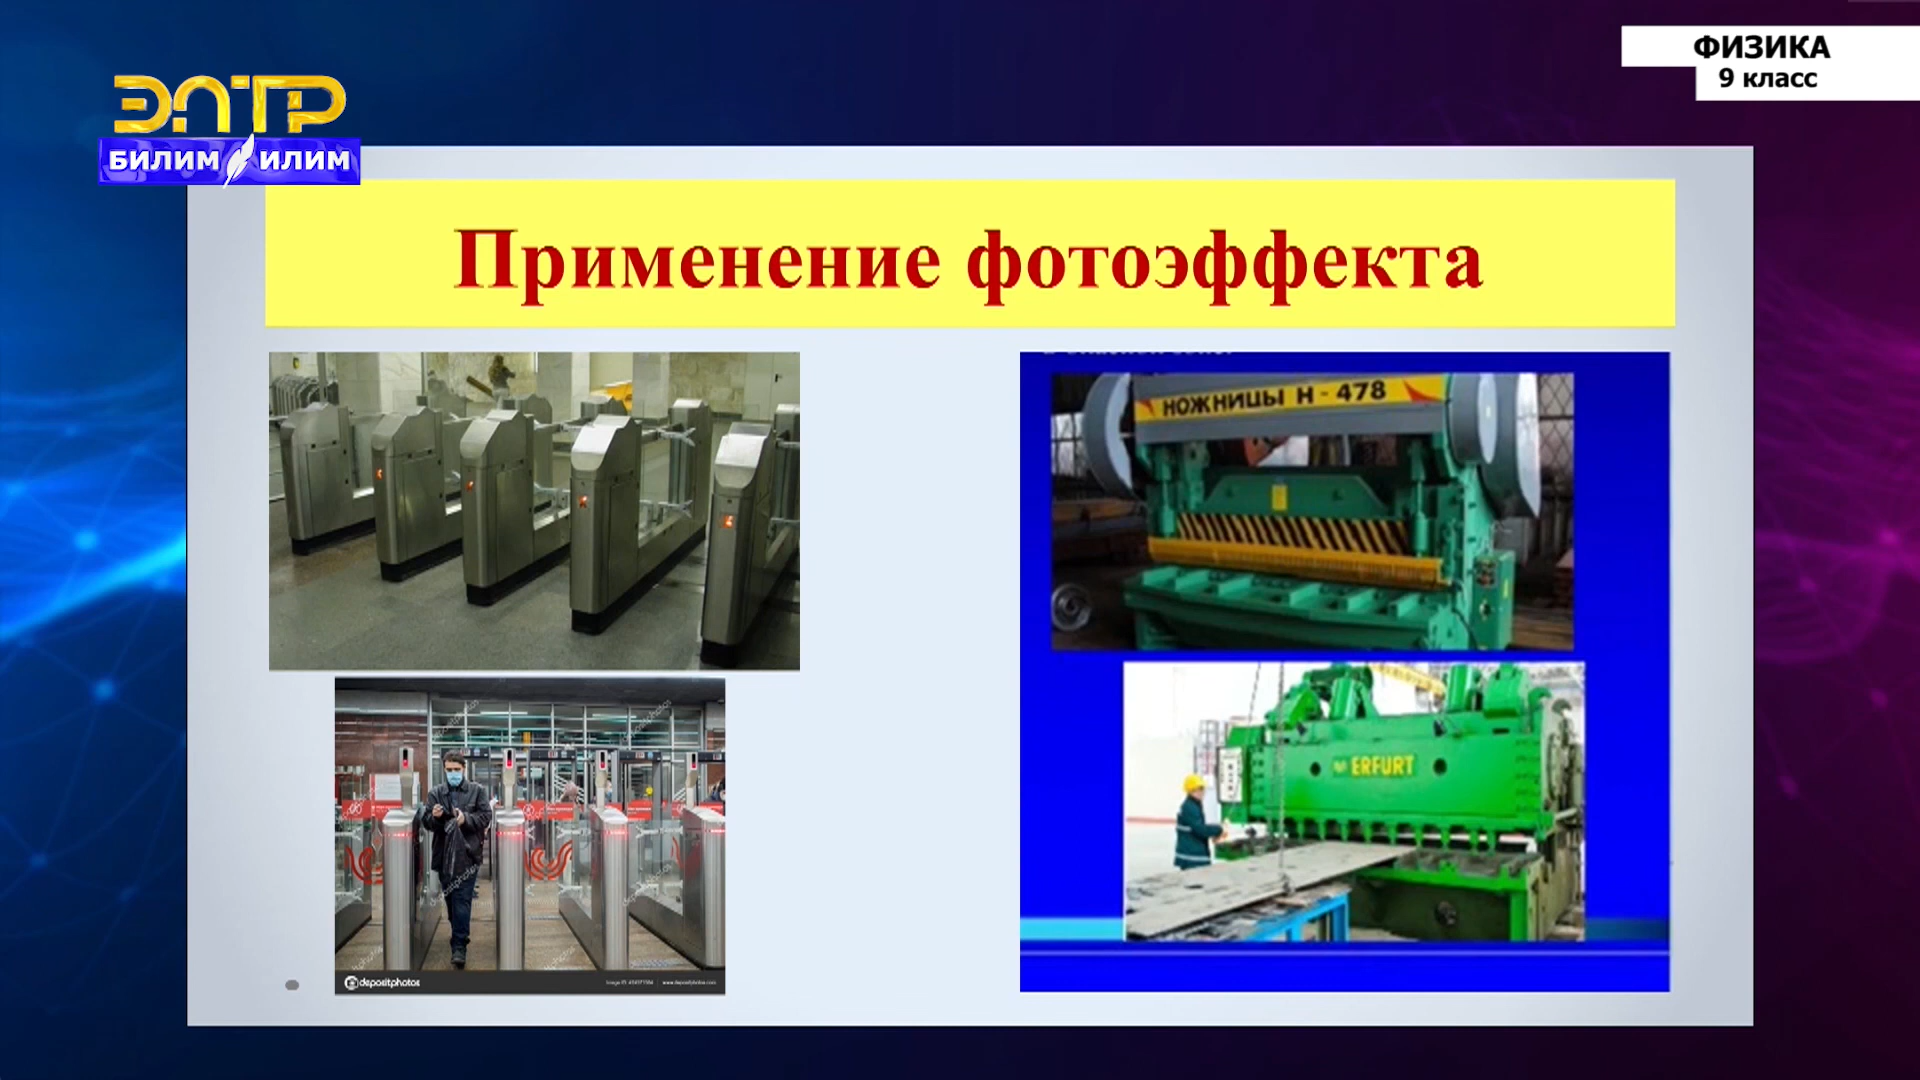 ФИЗИКА
9 класс
ЭЛТР
БИЛИМ ИЛИМ
Применение фотоэффекта
НОЖНИЦЫ Н - 478
ERFURT
depositphotos